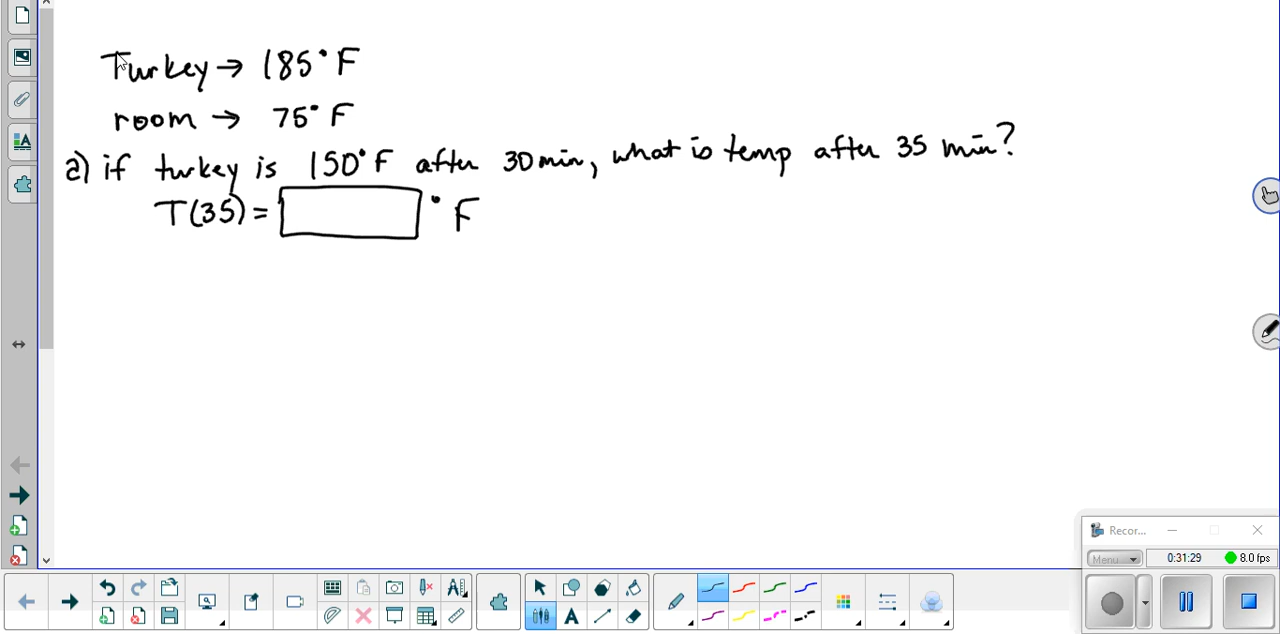 Turkey → 185°F
room → 75°F
a) if turkey is 150°F after 30 min, what is temp after 35 min?
T(35) = °F
Recor...
Menu
0:31:29
8.0 fps